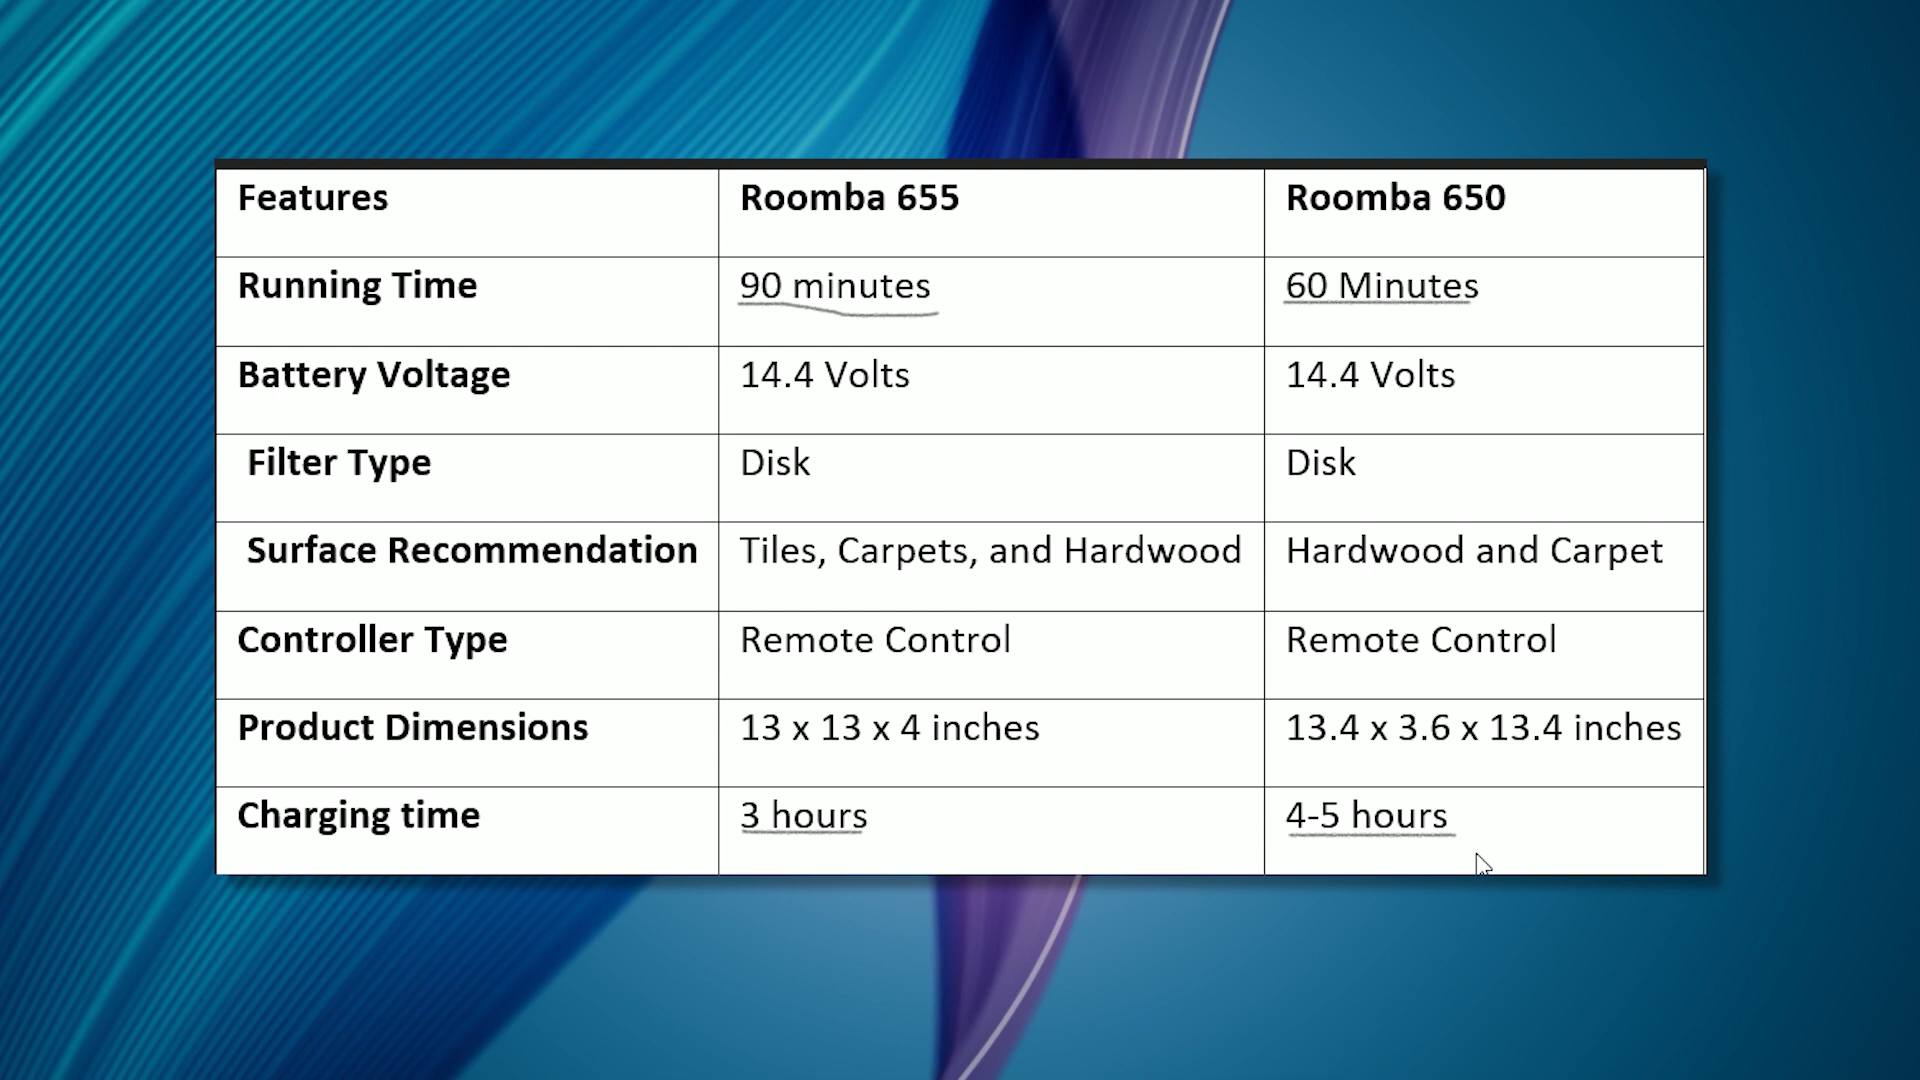 Features Roomba 655 Roomba 650
Running Time 90 minutes 60 Minutes
Battery Voltage 14.4 Volts 14.4 Volts
Filter Type Disk Disk
Surface Recommendation Tiles, Carpets, and Hardwood Hardwood and Carpet
Controller Type Remote Control Remote Control
Product Dimensions 13 x 13 x 4 inches 13.4 x 3.6 x 13.4 inches
Charging time 3 hours 4-5 hours